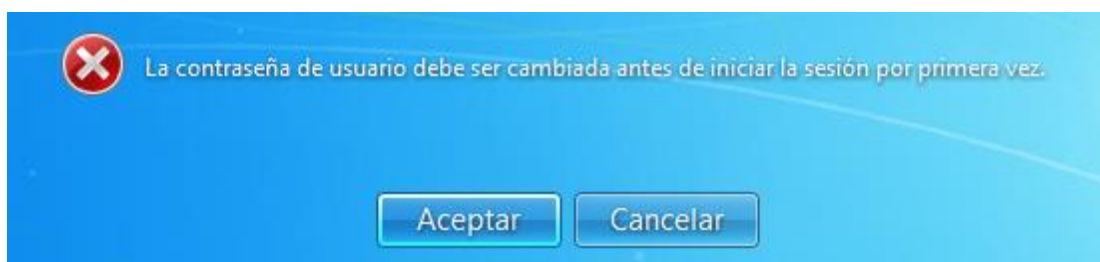 La contraseña de usuario debe ser cambiada antes de iniciar la sesión por primera vez.
Aceptar Cancelar